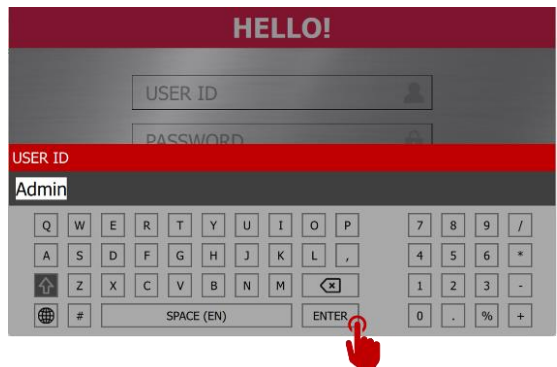 HELLO!
USER ID
PASSWORD
USER ID
Admin
Q W E R T Y U I O P 7 8 9 /
A S D F G H J K L , 4 5 6 *
Z X C V B N M 1 2 3 -
# SPACE (EN) ENTER 0 . % +